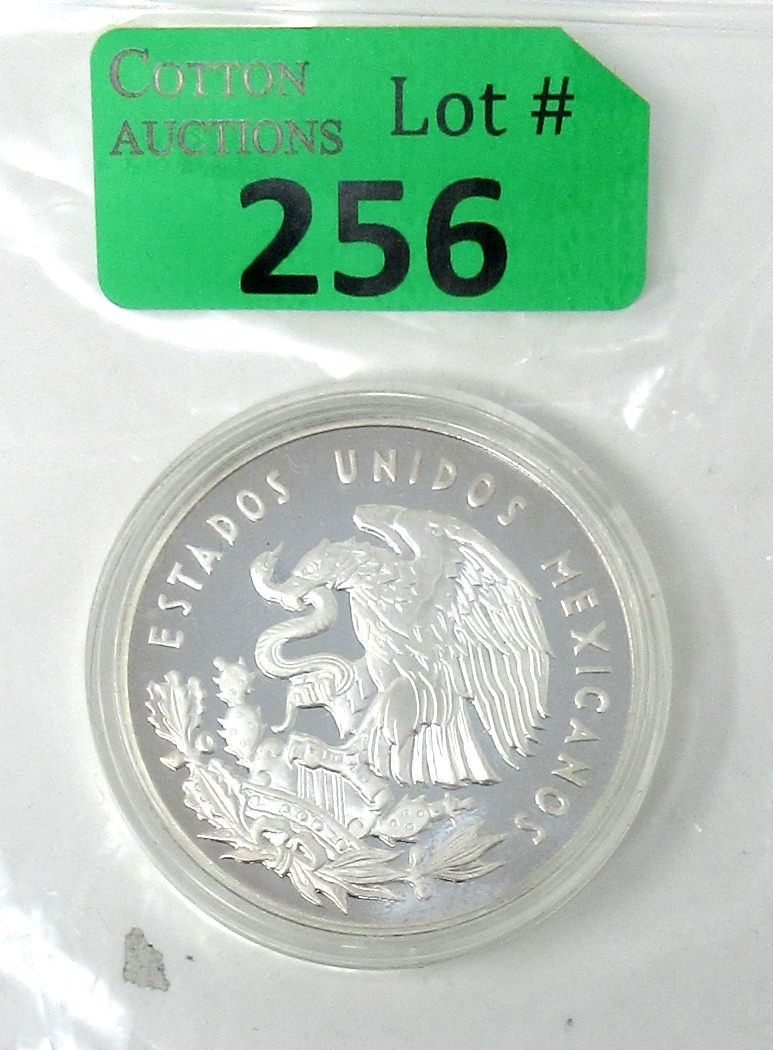 COTTON
AUCTIONS
Lot #
256
ESTADOS UNIDOS MEXICANOS